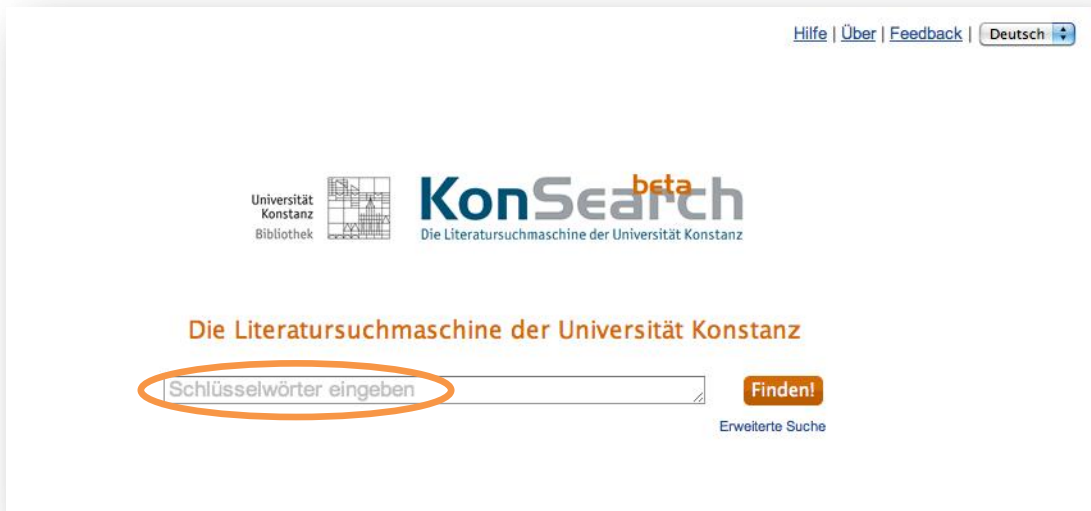 Hilfe | Über | Feedback | Deutsch
Universität
Konstanz
Bibliothek
KonSearch beta
Die Literatursuchmaschine der Universität Konstanz
Die Literatursuchmaschine der Universität Konstanz
Schlüsselwörter eingeben Finden!
Erweiterte Suche